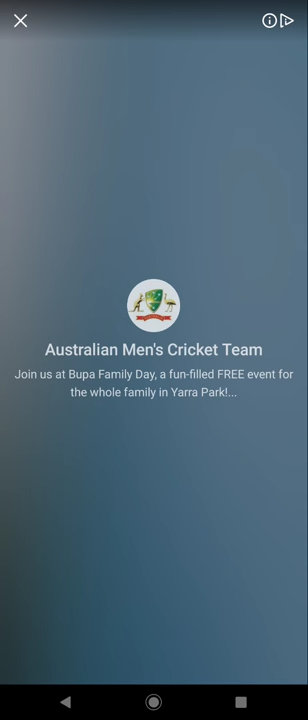 Australian Men's Cricket Team
Join us at Bupa Family Day, a fun-filled FREE event for
the whole family in Yarra Park!...